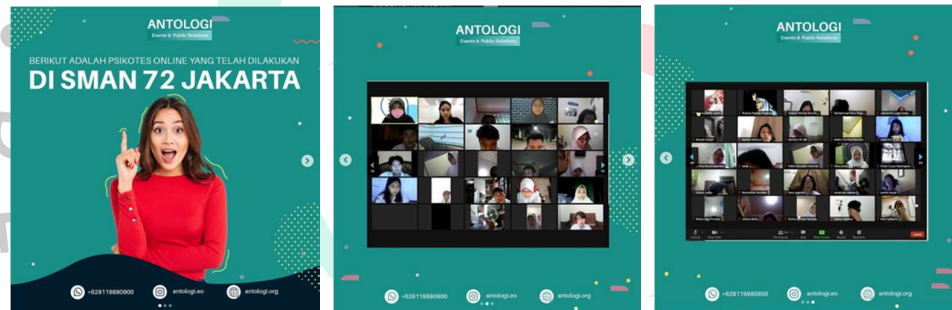 ANTOLOGI
Events & Public Relations
BERIKUT ADALAH PSIKOTES ONLINE YANG TELAH DILAKUKAN
DI SMAN 72 JAKARTA
+628119880900
antologi.eo
antologi.org
ANTOLOGI
Events & Public Relations
+628119880900
antologi.eo
antologi.org
ANTOLOGI
Events & Public Relations
+628119880900
antologi.eo
antologi.org